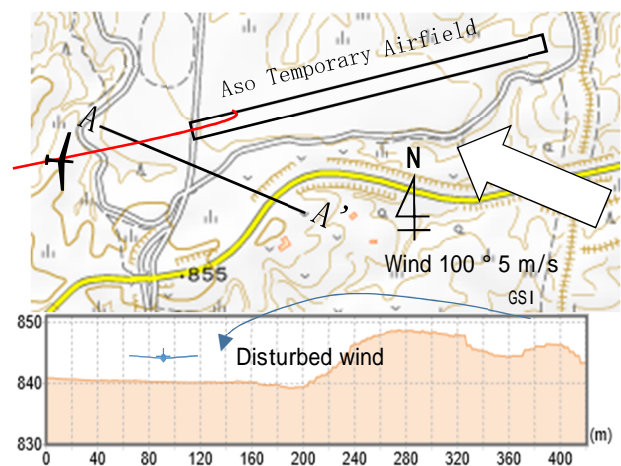 Aso Temporary Airfield
A
N
A’
Wind 100 ° 5 m/s
855
GSI
850
Disturbed wind
840
830
(m)
0 40 80 120 160 200 240 280 320 360 400